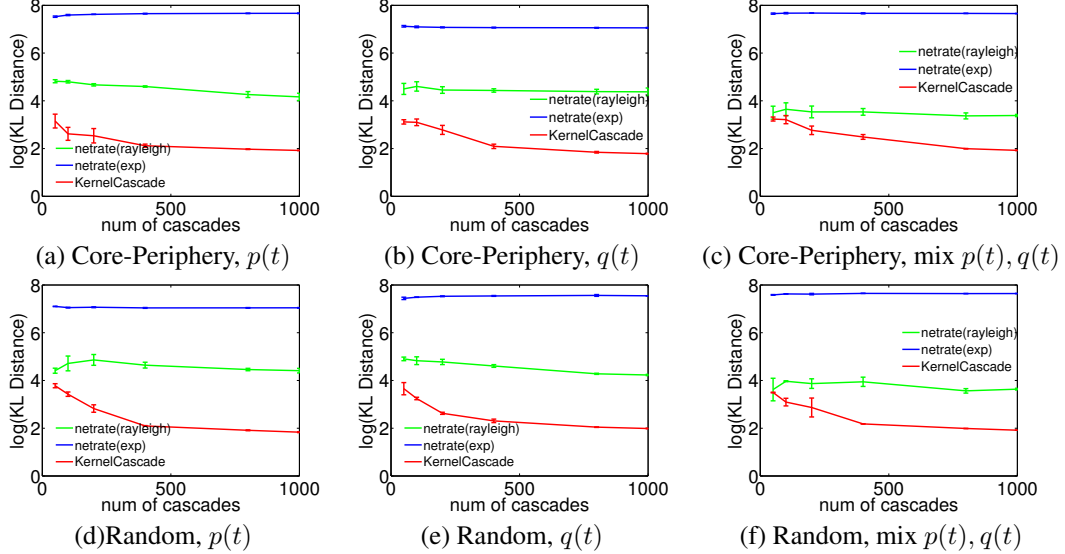 8
6
4
2
0
log(KL Distance)
netrate(rayleigh)
netrate(exp)
KernelCascade
0 500 1000
num of cascades
(a) Core-Periphery, p(t)
8
6
4
2
0
log(KL Distance)
netrate(rayleigh)
netrate(exp)
KernelCascade
0 500 1000
num of cascades
(b) Core-Periphery, q(t)
8
6
4
2
0
log(KL Distance)
netrate(rayleigh)
netrate(exp)
KernelCascade
0 500 1000
num of cascades
(c) Core-Periphery, mix p(t), q(t)
8
6
4
2
0
log(KL Distance)
netrate(rayleigh)
netrate(exp)
KernelCascade
0 500 1000
num of cascades
(d)Random, p(t)
8
6
4
2
0
log(KL Distance)
netrate(rayleigh)
netrate(exp)
KernelCascade
0 500 1000
num of cascades
(e) Random, q(t)
8
6
4
2
0
log(KL Distance)
netrate(rayleigh)
netrate(exp)
KernelCascade
0 500 1000
num of cascades
(f) Random, mix p(t), q(t)